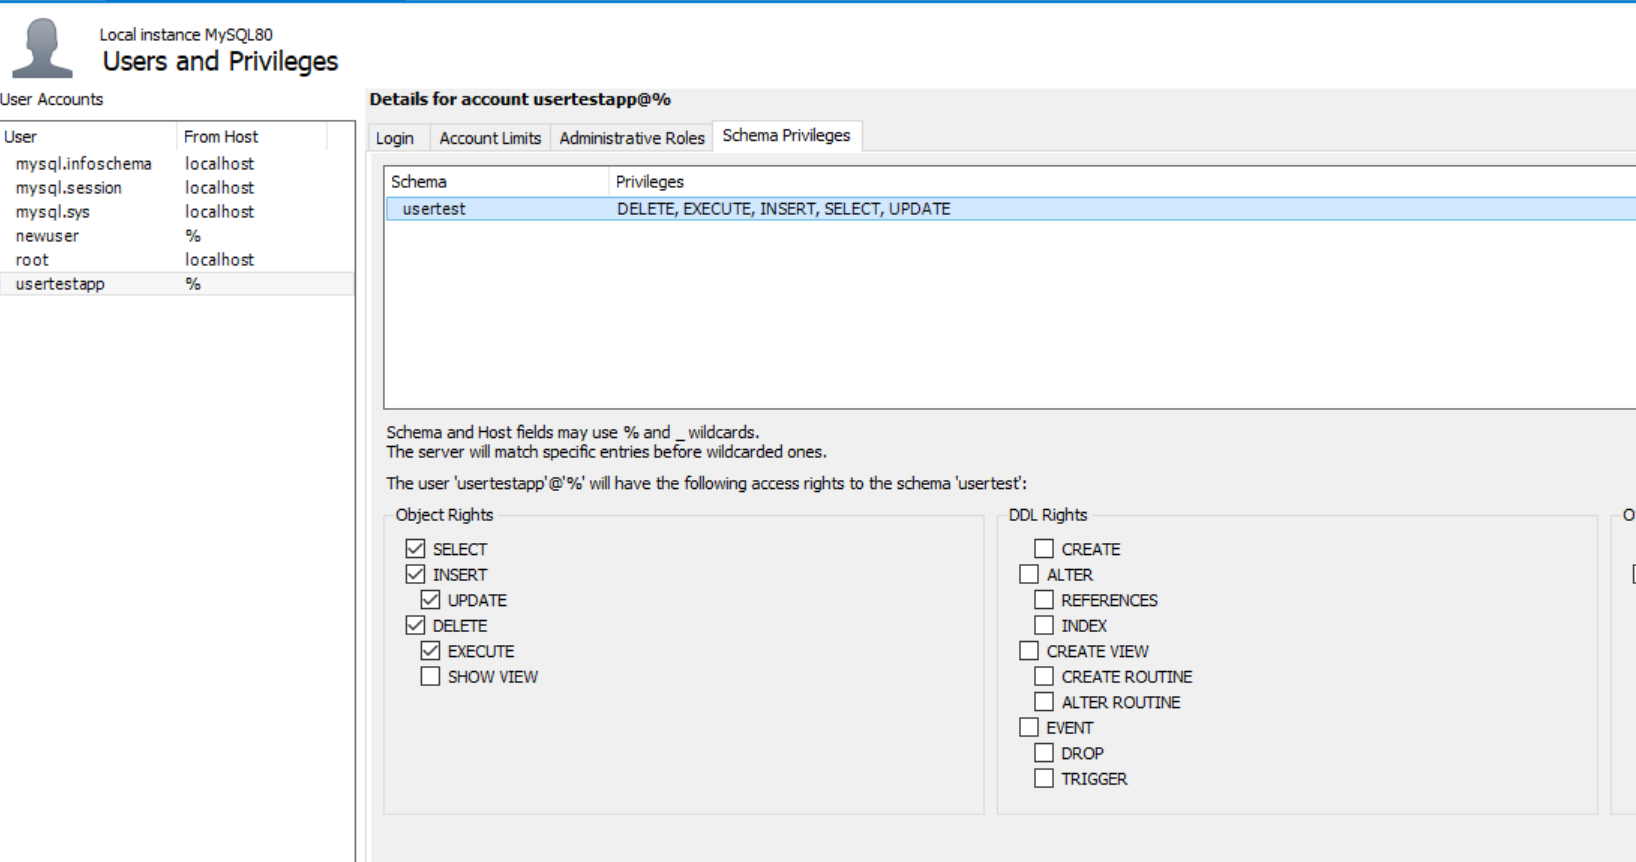 Local instance MySQL80
Users and Privileges
User Accounts
User From Host
mysql.infoschema localhost
mysql.session localhost
mysql.sys localhost
newuser %
root localhost
usertestapp %
Details for account usertestapp@%
Login Account Limits Administrative Roles Schema Privileges
Schema Privileges
usertest DELETE, EXECUTE, INSERT, SELECT, UPDATE
Schema and Host fields may use % and _ wildcards.
The server will match specific entries before wildcarded ones.
The user 'usertestapp'@'%' will have the following access rights to the schema 'usertest':
Object Rights
SELECT
INSERT
UPDATE
DELETE
EXECUTE
SHOW VIEW
DDL Rights
CREATE
ALTER
REFERENCES
INDEX
CREATE VIEW
CREATE ROUTINE
ALTER ROUTINE
EVENT
DROP
TRIGGER